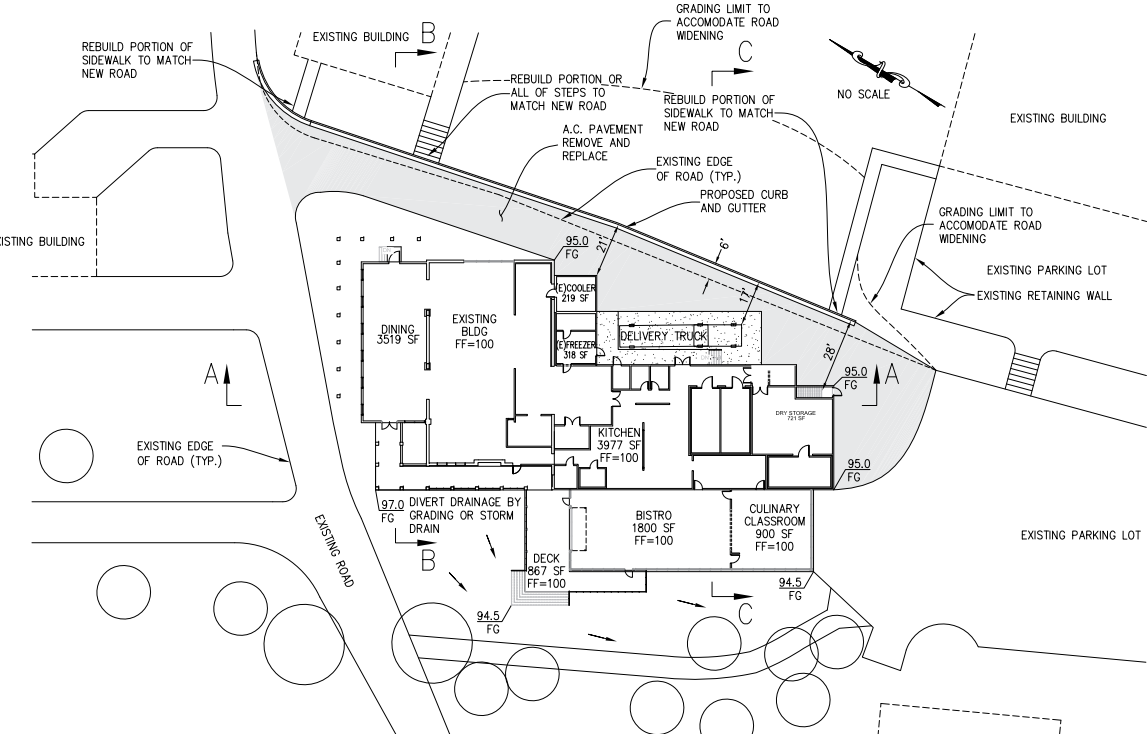 GRADING LIMIT TO
ACCOMODATE ROAD
WIDENING
EXISTING BUILDING
B
C
REBUILD PORTION OF
SIDEWALK TO MATCH
NEW ROAD
REBUILD PORTION OR
ALL OF STEPS TO
MATCH NEW ROAD
REBUILD PORTION OF
SIDEWALK TO MATCH
NEW ROAD
NO SCALE
EXISTING BUILDING
A.C. PAVEMENT
REMOVE AND
REPLACE
EXISTING EDGE
OF ROAD (TYP.)
PROPOSED CURB
AND GUTTER
GRADING LIMIT TO
ACCOMODATE ROAD
WIDENING
XISTING BUILDING
95.0
FG
21'
6'
EXISTING PARKING LOT
EXISTING RETAINING WALL
(E)COOLER
219 SF
17'
DINING
3519 SF
EXISTING
BLDG
FF=100
DELIVERY TRUCK
(E)FREEZER
318 SF
28'
A
95.0
FG
A
DRY STORAGE
721 SF
KITCHEN
3977 SF
FF=100
EXISTING EDGE
OF ROAD (TYP.)
95.0
FG
97.0
FG
DIVERT DRAINAGE BY
GRADING OR STORM
DRAIN
BISTRO
1800 SF
FF=100
CULINARY
CLASSROOM
900 SF
FF=100
EXISTING ROAD
EXISTING PARKING LOT
B
DECK
867 SF
FF=100
94.5
FG
C
94.5
FG